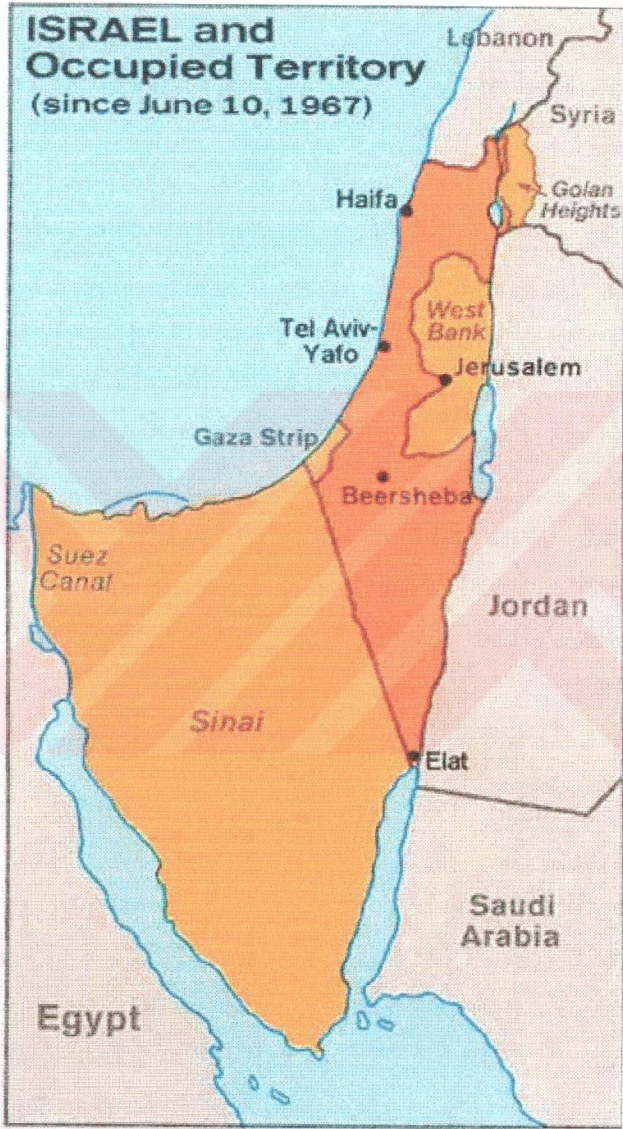 ISRAEL and
Occupied Territory
(since June 10, 1967)
Lebanon
Syria
Golan
Heights
Haifa
West
Bank
Tel Aviv-
Yafo
Jerusalem
Gaza Strip
Beersheba
Suez
Canal
Jordan
Sinai
Elat
Saudi
Arabia
Egypt